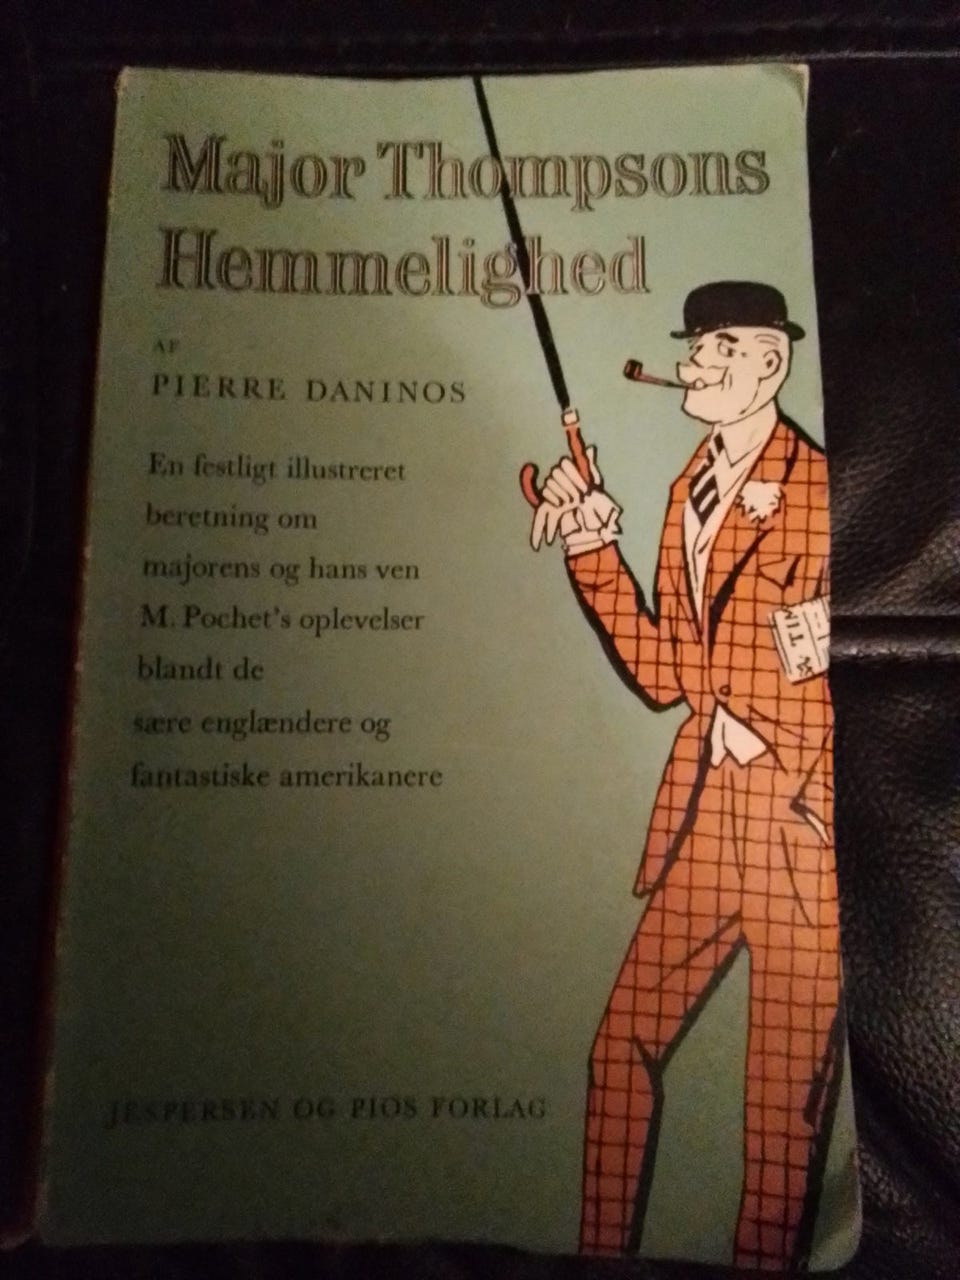 Major Thompsons
Hemmelighed
AF
PIERRE DANINOS
En festligt illustreret
beretning om
majorens og hans ven
M. Pochet's oplevelser
blandt de
sære englændere og
fantastiske amerikanere
TIM
JESPERSEN OG PIOS FORLAG